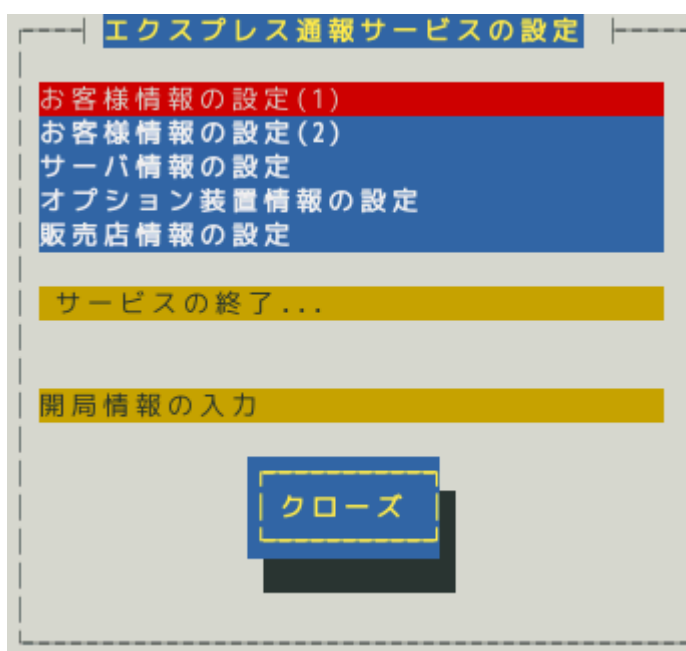 エクスプレス通報サービスの設定
お客様情報の設定(1)
お客様情報の設定(2)
サーバ情報の設定
オプション装置情報の設定
販売店情報の設定
サービスの終了...
開局情報の入力
クローズ